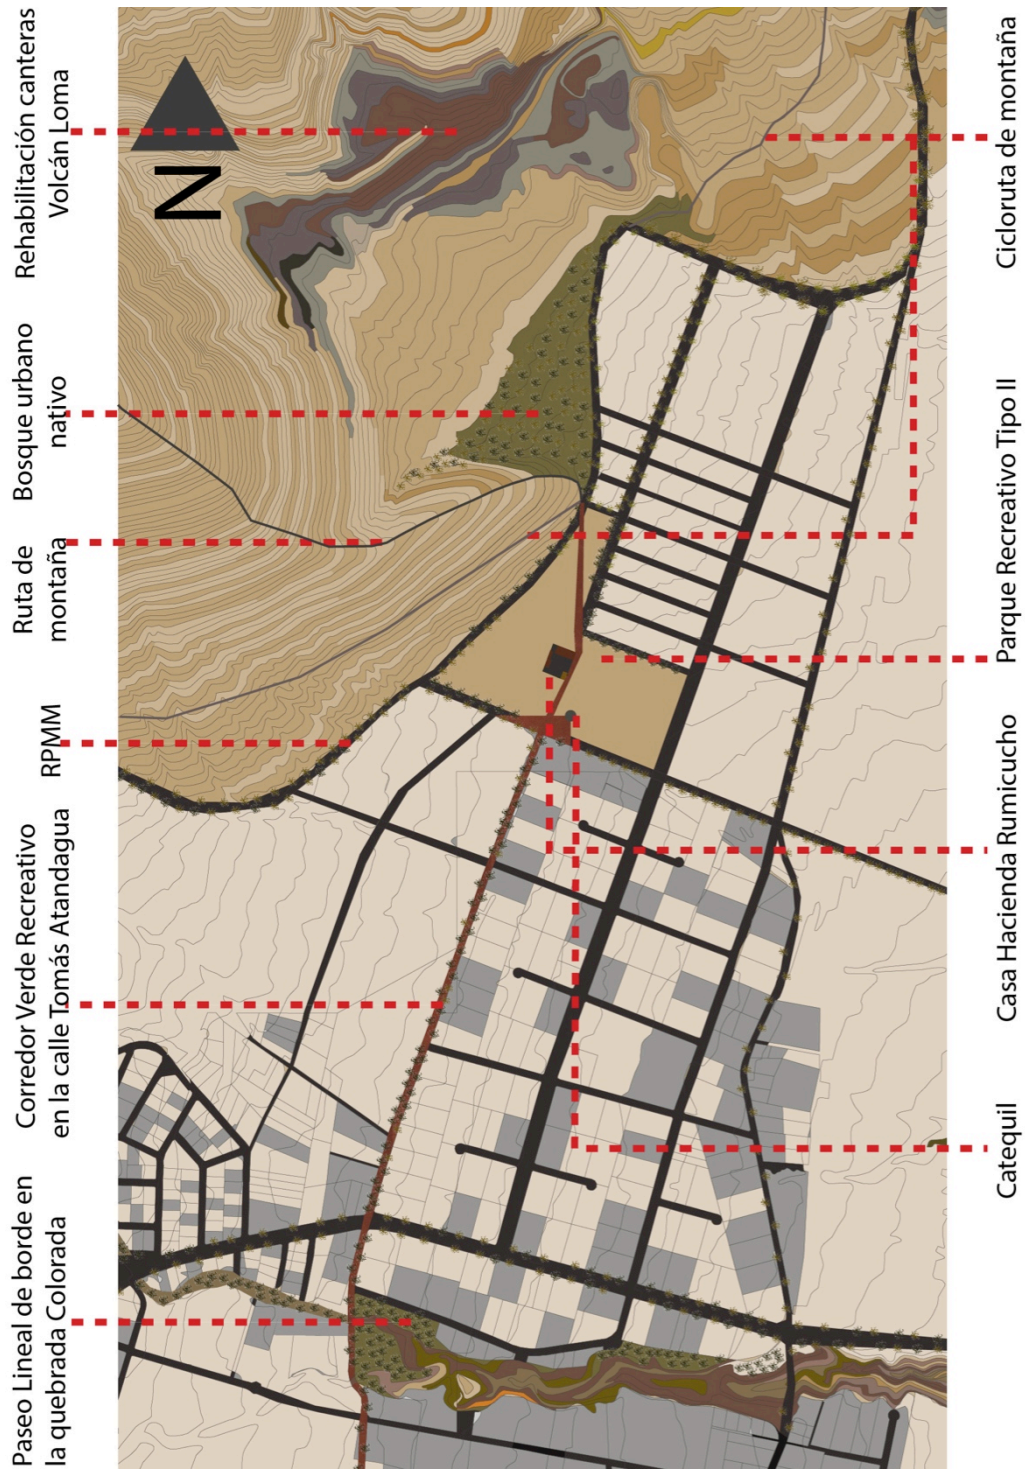 Paseo Lineal de borde en
la quebrada Colorada
Corredor Verde Recreativo
en la calle Tomás Atandagua
RPMM
Ruta de
montaña
Bosque urbano
nativo
Rehabilitación canteras
Volcán Loma
N
Catequil
Casa Hacienda Rumicucho
Parque Recreativo Tipo II
Cicloruta de montaña